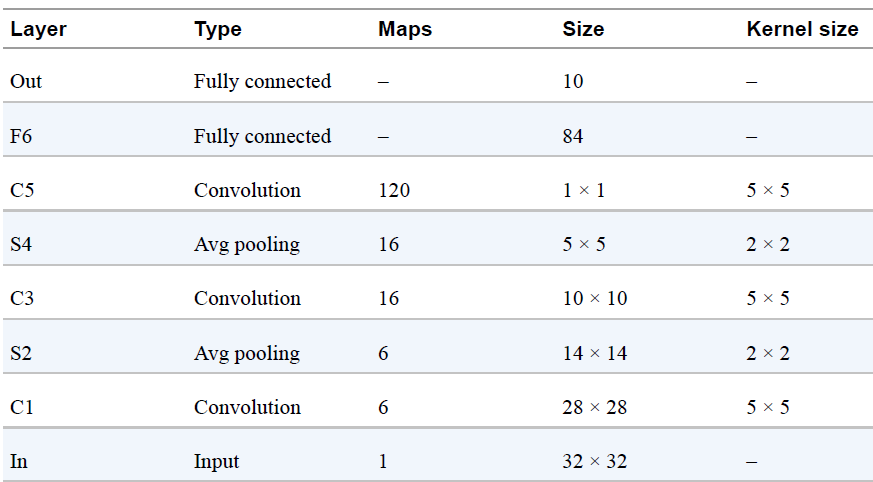 Layer Type Maps Size Kernel size
Out Fully connected – 10 –
F6 Fully connected – 84 –
C5 Convolution 120 1 × 1 5 × 5
S4 Avg pooling 16 5 × 5 2 × 2
C3 Convolution 16 10 × 10 5 × 5
S2 Avg pooling 6 14 × 14 2 × 2
C1 Convolution 6 28 × 28 5 × 5
In Input 1 32 × 32 –